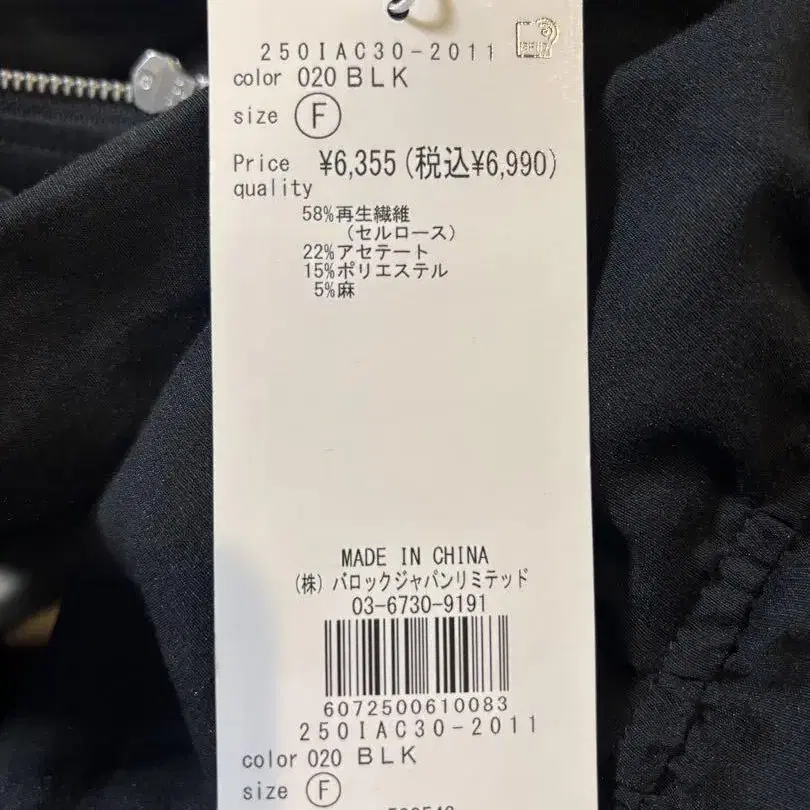 250IAC30-2011
color 020 BLK
size F
Price ¥6,355(税込¥6,990)
quality
58%再生繊維
(セルロース)
22%アセテート
15%ポリエステル
5%麻
MADE IN CHINA
(株)バロックジャパンリミテッド
03-6730-9191
6072500610083
250IAC30-2011
color 020 BLK
size F